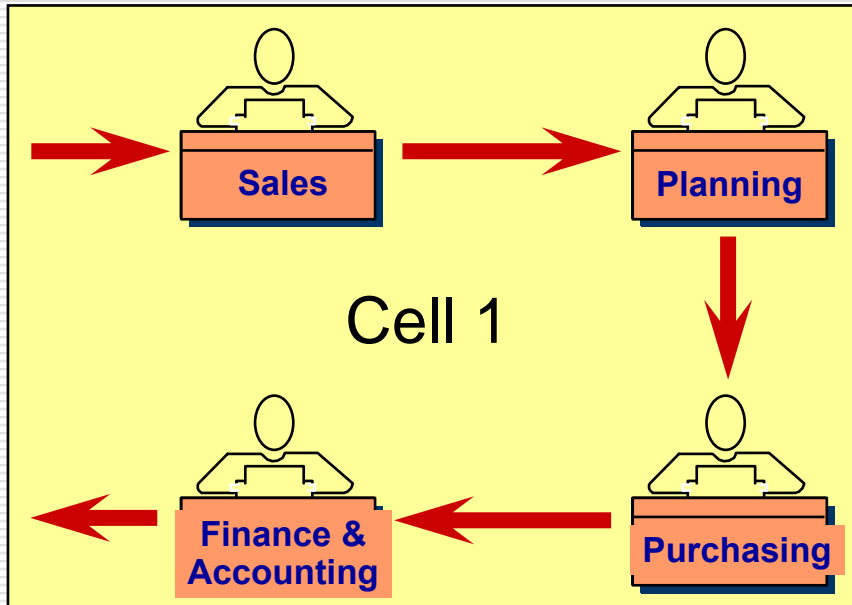 Sales
Planning
Cell 1
Finance &
Accounting
Purchasing